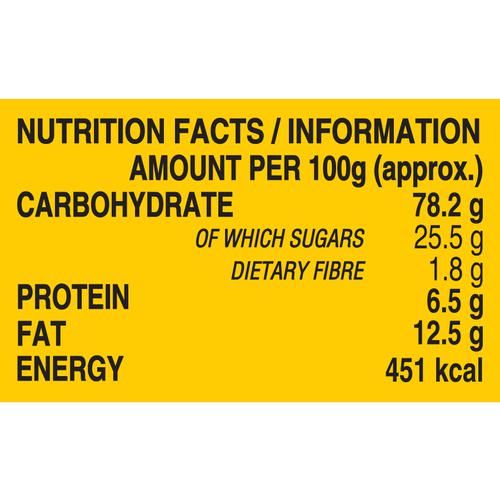 NUTRITION FACTS / INFORMATION
AMOUNT PER 100g (approx.)
CARBOHYDRATE 78.2 g
OF WHICH SUGARS 25.5 g
DIETARY FIBRE 1.8 g
PROTEIN 6.5 g
FAT 12.5 g
ENERGY 451 kcal